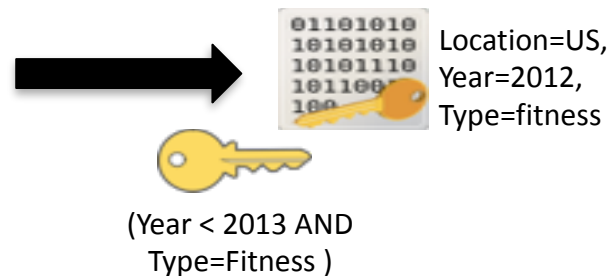 01101010
10101010
10101110
101100
100
Location=US,
Year=2012,
Type=fitness
(Year < 2013 AND
Type=Fitness )